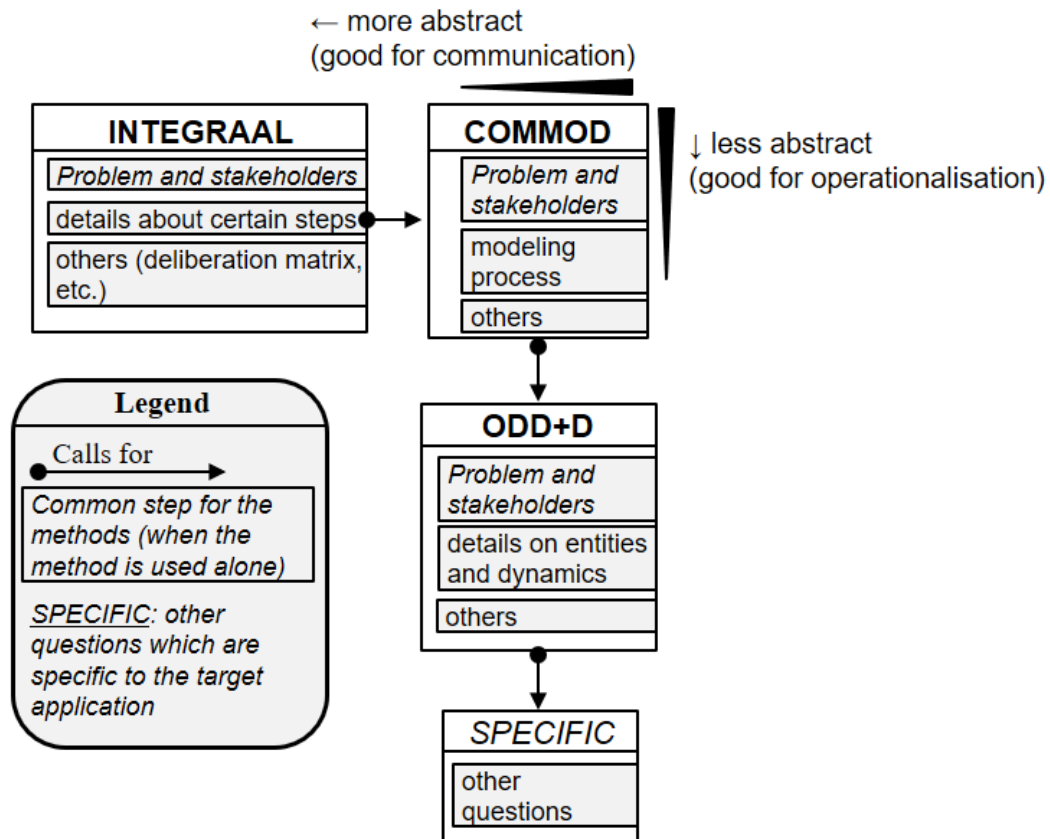 ← more abstract
(good for communication)
INTEGRAAL
Problem and stakeholders
details about certain steps
others (deliberation matrix,
etc.)
COMMOD
Problem and
stakeholders
modeling
process
others
↓ less abstract
(good for operationalisation)
Legend
Calls for
Common step for the
methods (when the
method is used alone)
SPECIFIC: other
questions which are
specific to the target
application
ODD+D
Problem and
stakeholders
details on entities
and dynamics
others
SPECIFIC
other
questions